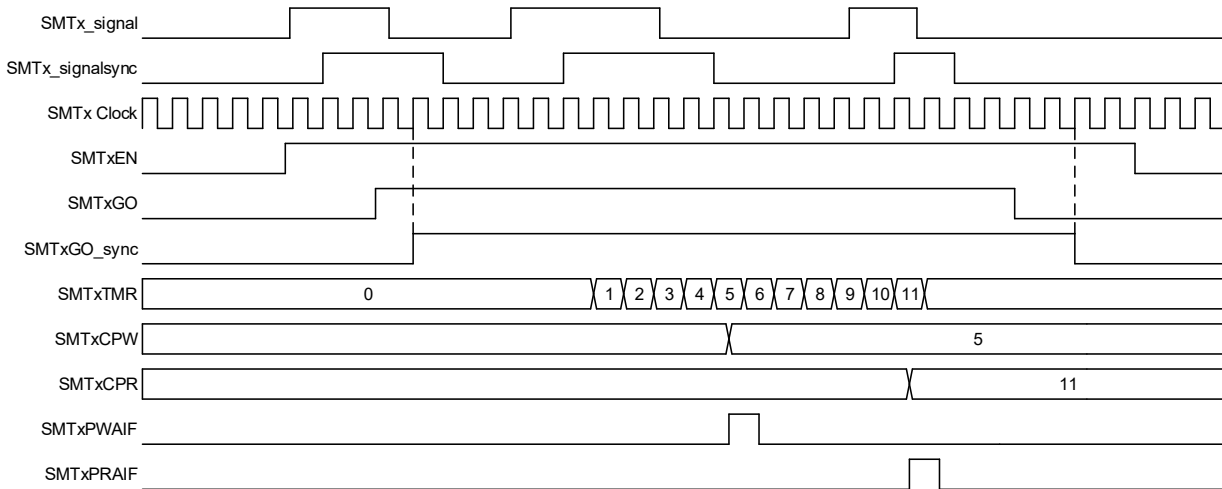 SMTx_signal
SMTx_signalsync
SMTx Clock
SMTxEN
SMTxGO
SMTxGO_sync
SMTxTMR 0 1 2 3 4 5 6 7 8 9 10 11
SMTxCPW 5
SMTxCPR 11
SMTxPWAIF
SMTxPRAIF